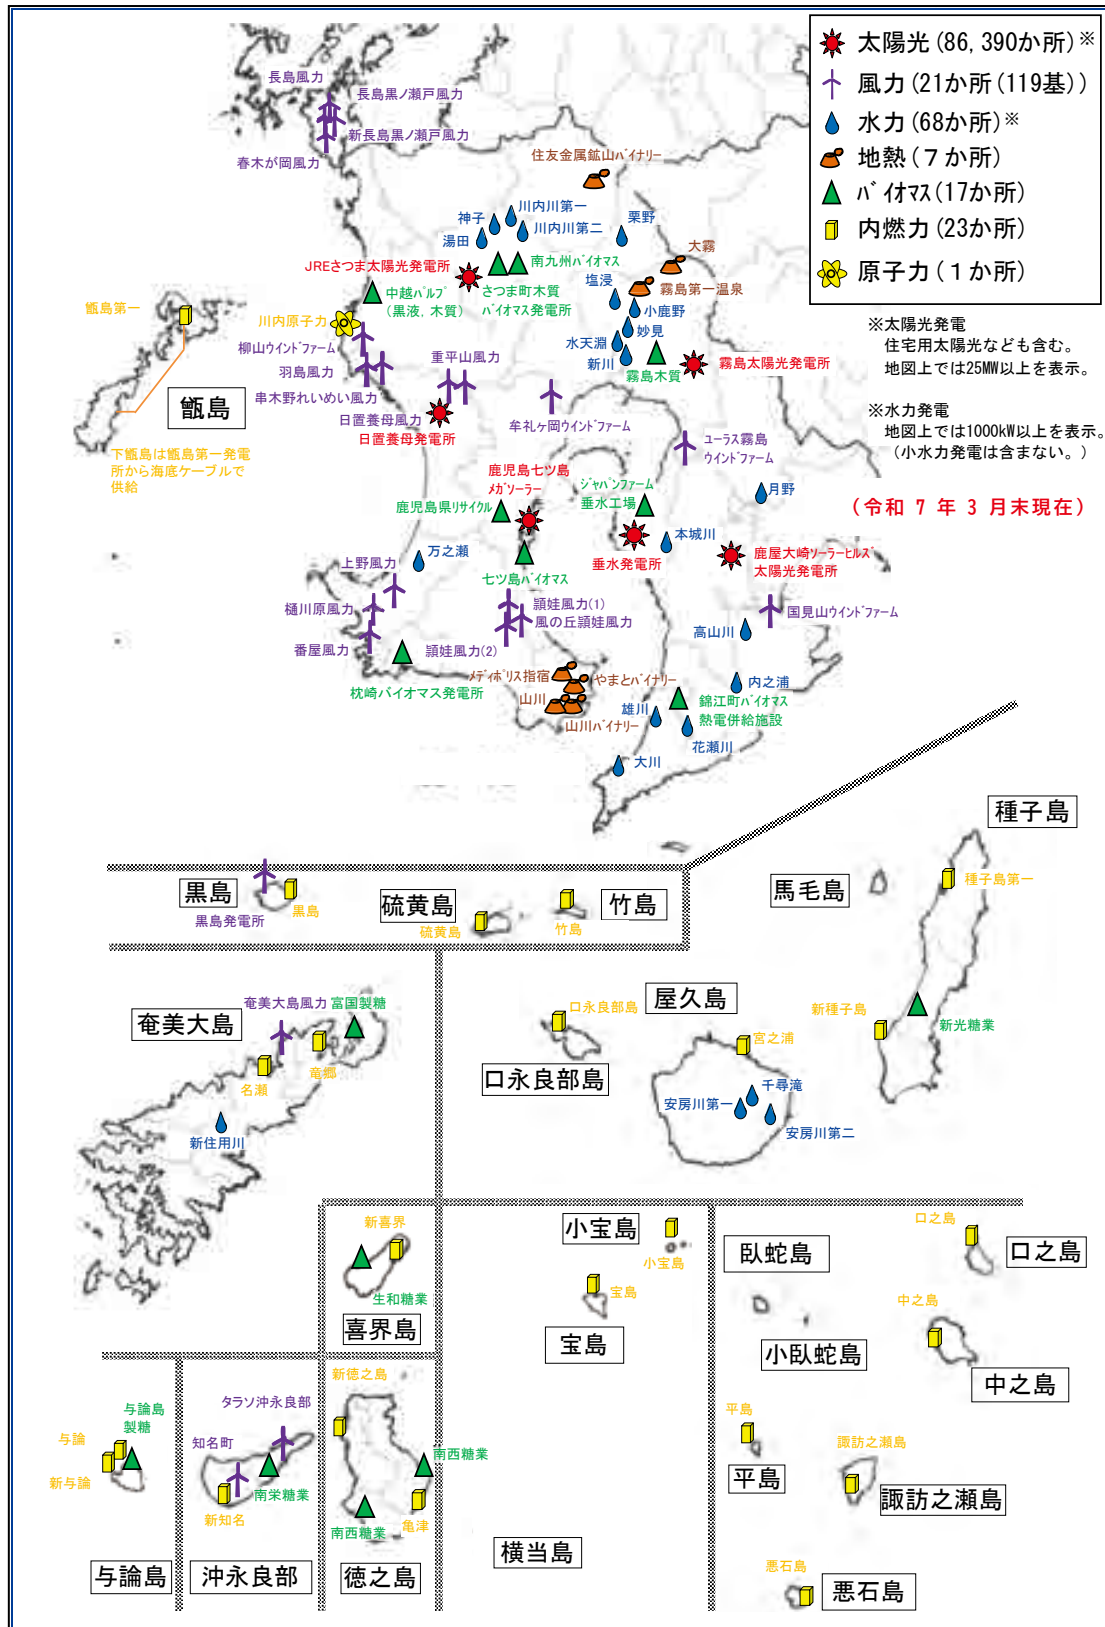 太陽光(86,390か所)※
風力(21か所(119基))
水力(68か所)※
地熱(7か所)
バイオマス(17か所)
内燃力(23か所)
原子力(1か所)
※太陽光発電
住宅用太陽光なども含む。
地図上では25MW以上を表示。
※水力発電
地図上では1000kW以上を表示。
(小水力発電は含まない。)
(令和 7 年 3 月末現在)
長島風力
長島黒ノ瀬戸風力
新長島黒ノ瀬戸風力
春木が岡風力
住友金属鉱山バイナリー
川内川第一
神子
川内川第二
湯田
栗野
大霧
JREさつま太陽光発電所
南九州バイオマス
さつま町木質
バイオマス発電所
中越パルプ
(黒液,木質)
塩浸
霧島第一温泉
小鹿野
妙見
水天淵
新川
霧島木質
霧島太陽光発電所
甑島第一
川内原子力
柳山ウインドファーム
羽島風力
串木野れいめい風力
重平山風力
日置養母風力
日置養母発電所
牟礼ヶ岡ウインドファーム
ユーラス霧島
ウインドファーム
甑島
下甑島は甑島第一発電
所から海底ケーブルで
供給
鹿児島七ツ島
メガソーラー
鹿児島県リサイクル
ジャパンファーム
垂水工場
月野
本城川
垂水発電所
鹿屋大崎ソーラーヒルズ
太陽光発電所
万之瀬
七ツ島バイオマス
上野風力
樋川原風力
番屋風力
頴娃風力(1)
風の丘頴娃風力
頴娃風力(2)
枕崎バイオマス発電所
国見山ウインドファーム
高山川
メディポリス指宿
やまとバイナリー
山川
山川バイナリー
内之浦
錦江町バイオマス
熱電併給施設
雄川
花瀬川
大川
種子島
馬毛島
種子島第一
新種子島
新光糖業
黒島
黒島
黒島発電所
硫黄島
硫黄島
竹島
竹島
奄美大島
奄美大島風力
富国製糖
竜郷
名瀬
新住用川
口永良部島
口永良部島
屋久島
宮之浦
千尋滝
安房川第一
安房川第二
新喜界
生和糖業
喜界島
小宝島
小宝島
宝島
宝島
臥蛇島
小臥蛇島
口之島
口之島
中之島
中之島
平島
平島
諏訪之瀬島
諏訪之瀬島
悪石島
悪石島
横当島
与論島
製糖
与論
新与論
与論島
タラソ沖永良部
知名町
南栄糖業
新知名
沖永良部
新徳之島
南西糖業
南西糖業
亀津
徳之島